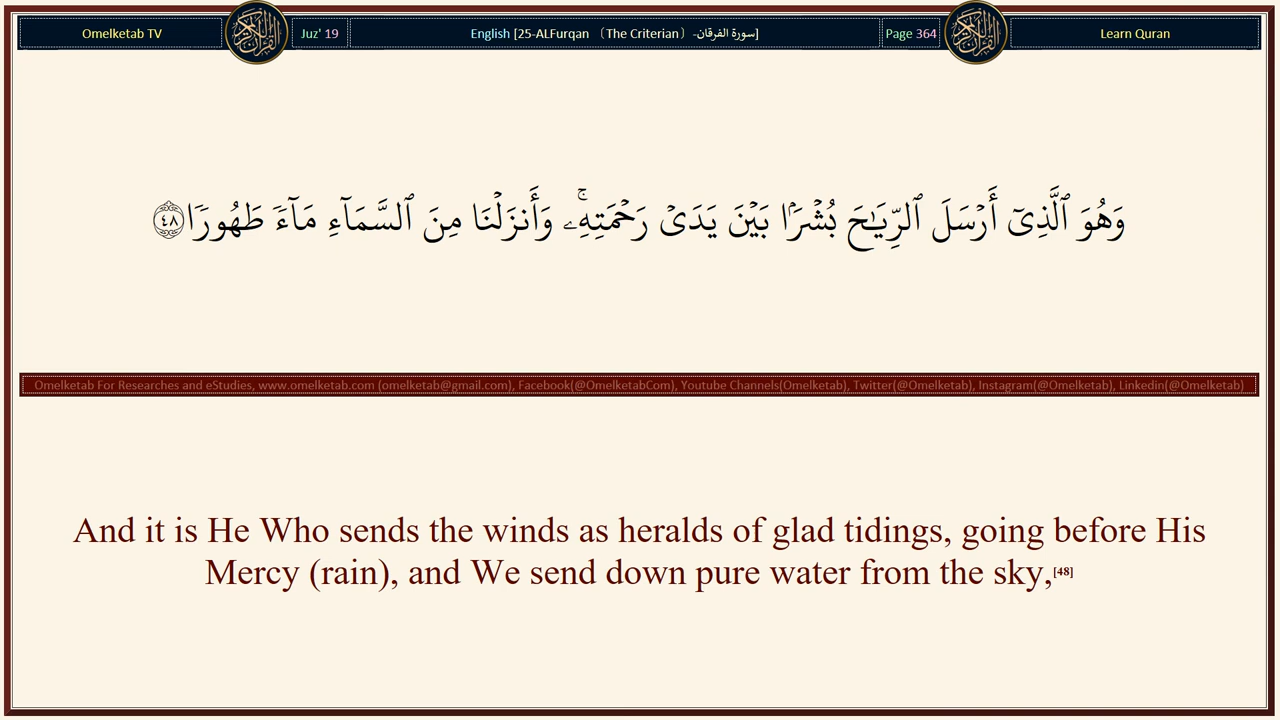 Omelketab TV
Juz' 19
English [25-ALFurqan （The Criterian）-سورة الفرقان]
Page 364
Learn Quran
وَهُوَ ٱلَّذِىٓ أَرْسَلَ ٱلرِّيَـٰحَ بُشْرًۢا بَيْنَ يَدَىْ رَحْمَتِهِۦ ۚ وَأَنزَلْنَا مِنَ ٱلسَّمَآءِ مَآءً طَهُورًا ٤٨
Omelketab For Researches and eStudies, www.omelketab.com (omelketab@gmail.com), Facebook(@OmelketabCom), Youtube Channels(Omelketab), Twitter(@Omelketab), Instagram(@Omelketab), Linkedin(@Omelketab)
And it is He Who sends the winds as heralds of glad tidings, going before His
Mercy (rain), and We send down pure water from the sky,[48]